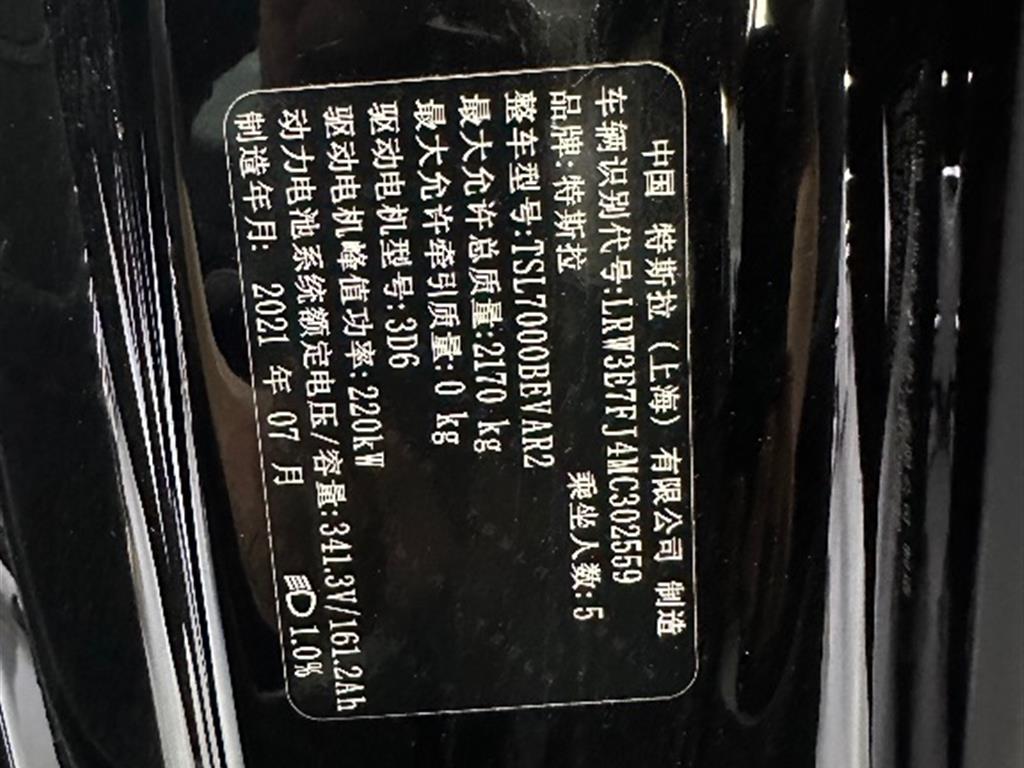 中国 特斯拉（上海）有限公司 制造
车辆识别代号:LRW3E7FJ4MC302559
品牌:特斯拉 乘坐人数:5
整车型号:TSL7000BEVAR2
最大允许总质量:2170 kg
最大允许牵引质量:0 kg
驱动电机型号:3D6
驱动电机峰值功率:220kW
动力电池系统额定电压/容量:341.3V/161.2Ah
制造年月: 2021 年 07 月 1.0%